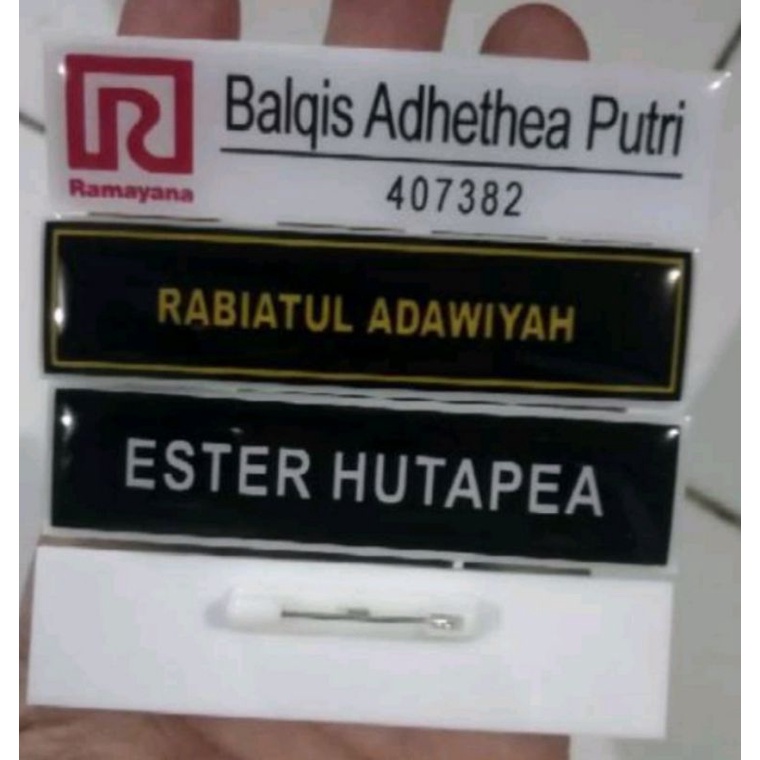 Balqis Adhethea Putri
Ramayana
407382
RABIATUL ADAWIYAH
ESTER HUTAPEA